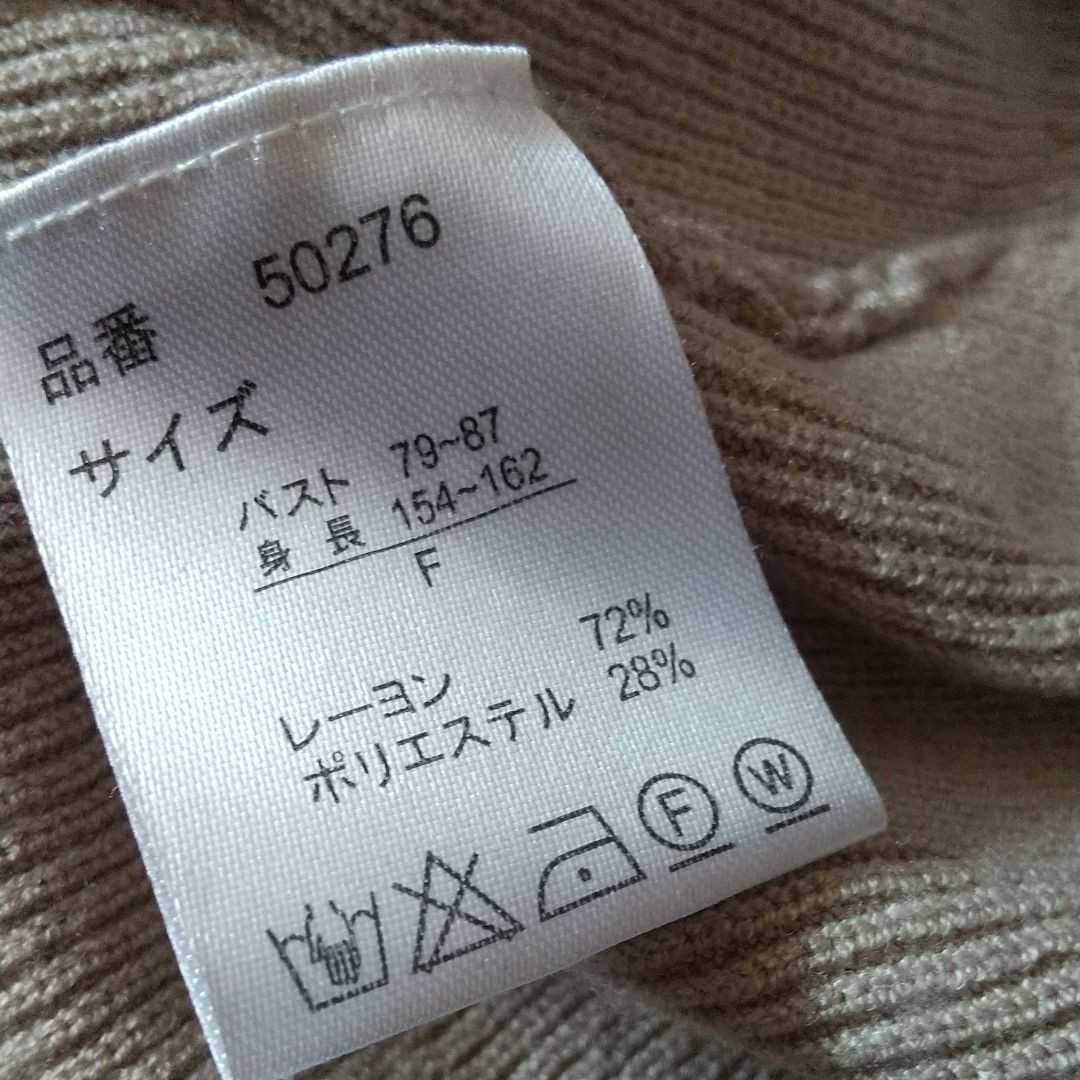 品番 50276
サイズ
バスト 79~87
身長 154~162
F
レーヨン 72%
ポリエステル 28%
F W